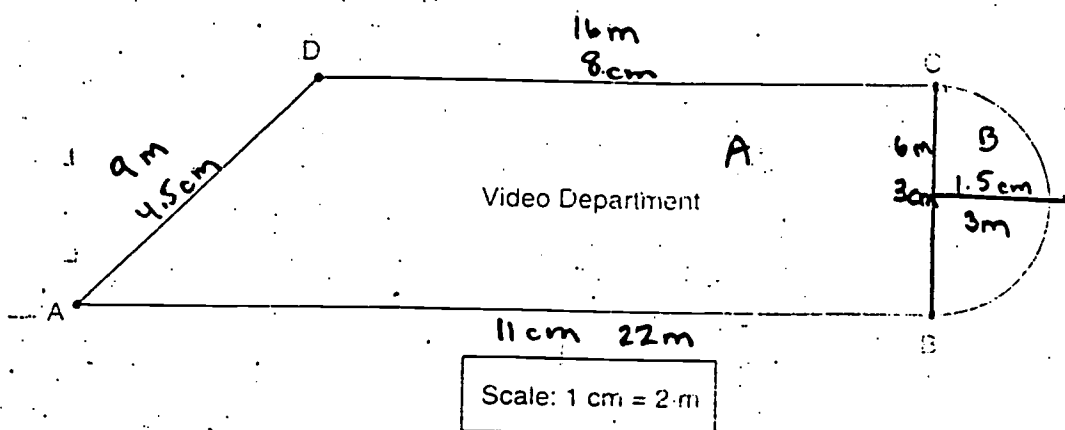 16m
D 8cm C
9m 4.5cm
A 6m B
3cm 1.5cm
Video Department 3m
A
11cm 22m B
Scale: 1 cm = 2 m